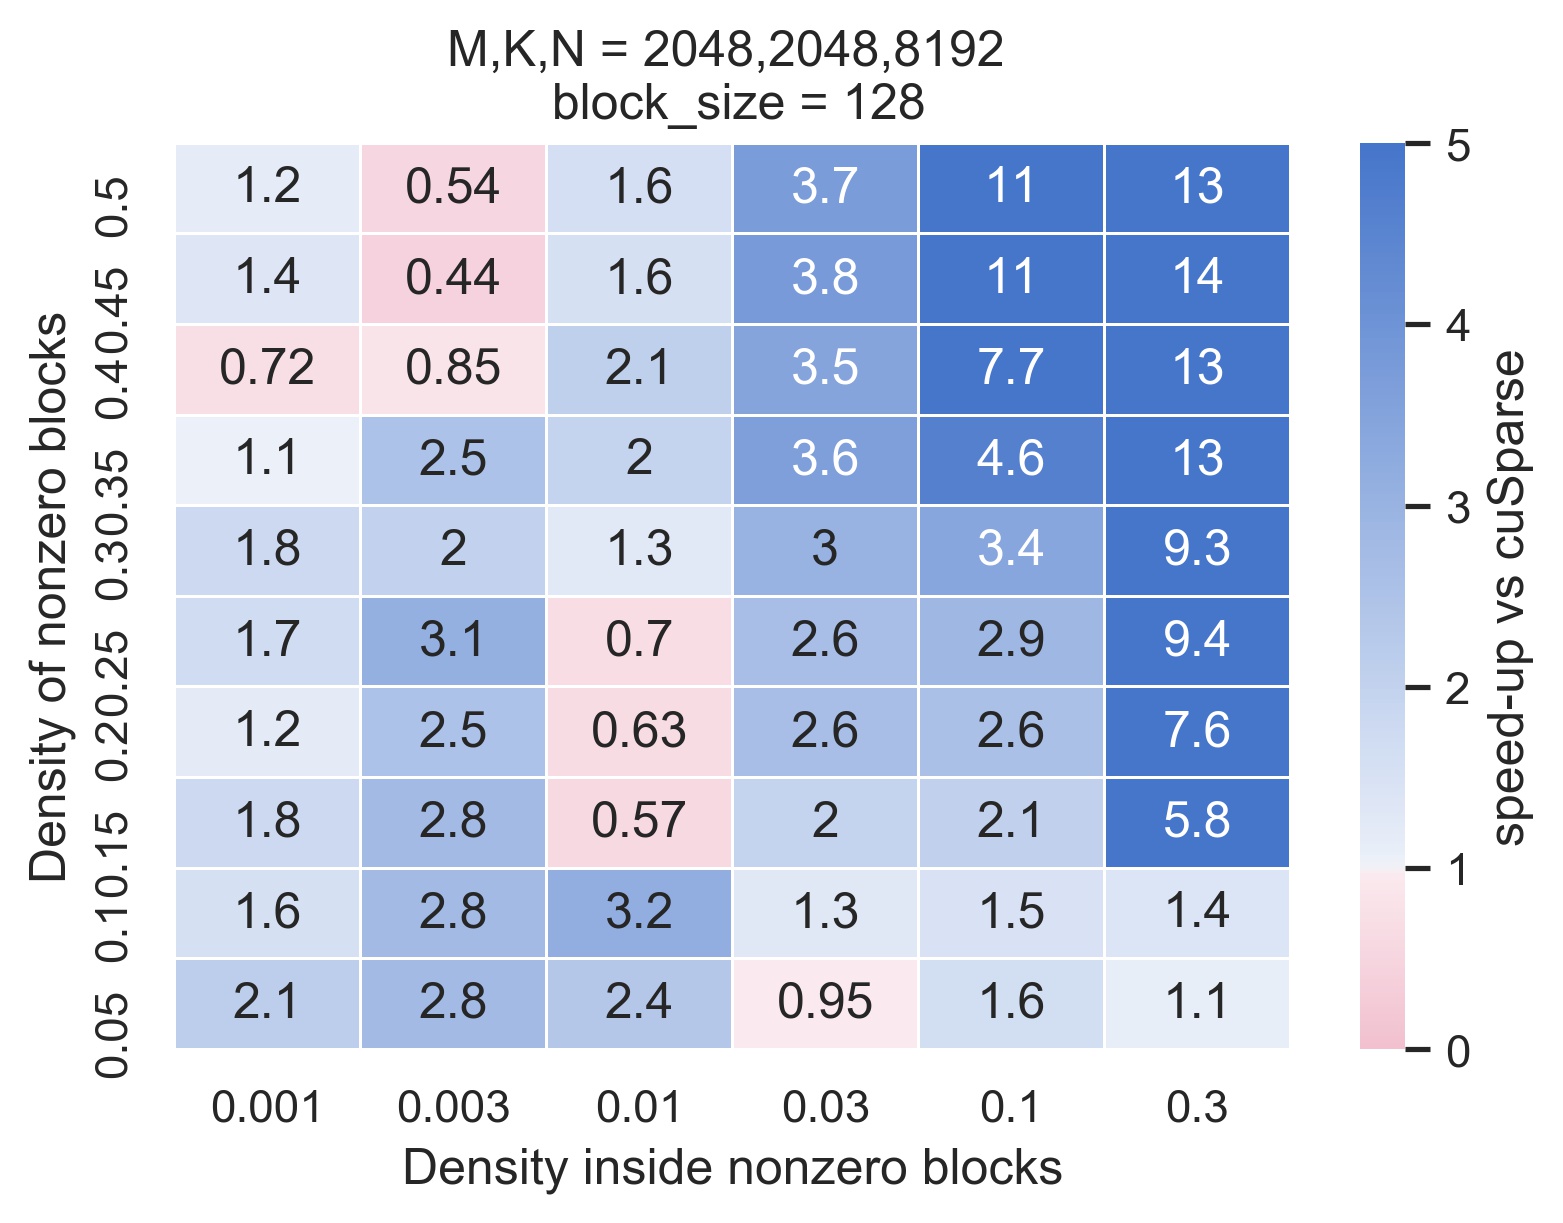 M,K,N = 2048,2048,8192
block_size = 128
Density of nonzero blocks
0.5 1.2 0.54 1.6 3.7 11 13
0.45 1.4 0.44 1.6 3.8 11 14
0.4 0.72 0.85 2.1 3.5 7.7 13
0.35 1.1 2.5 2 3.6 4.6 13
0.3 1.8 2 1.3 3 3.4 9.3
0.25 1.7 3.1 0.7 2.6 2.9 9.4
0.2 1.2 2.5 0.63 2.6 2.6 7.6
0.15 1.8 2.8 0.57 2 2.1 5.8
0.1 1.6 2.8 3.2 1.3 1.5 1.4
0.05 2.1 2.8 2.4 0.95 1.6 1.1
0.001 0.003 0.01 0.03 0.1 0.3
Density inside nonzero blocks
5
4
3
2
1
0
speed-up vs cuSparse